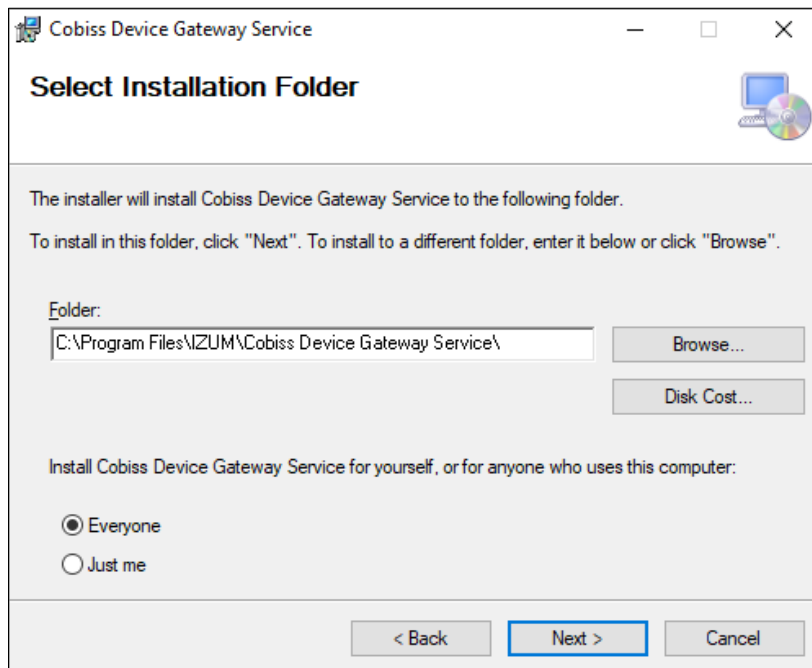 Cobiss Device Gateway Service
Select Installation Folder
The installer will install Cobiss Device Gateway Service to the following folder.
To install in this folder, click "Next". To install to a different folder, enter it below or click "Browse".
Folder:
C:\Program Files\IZUM\Cobiss Device Gateway Service\
Browse...
Disk Cost...
Install Cobiss Device Gateway Service for yourself, or for anyone who uses this computer:
Everyone
Just me
< Back
Next >
Cancel